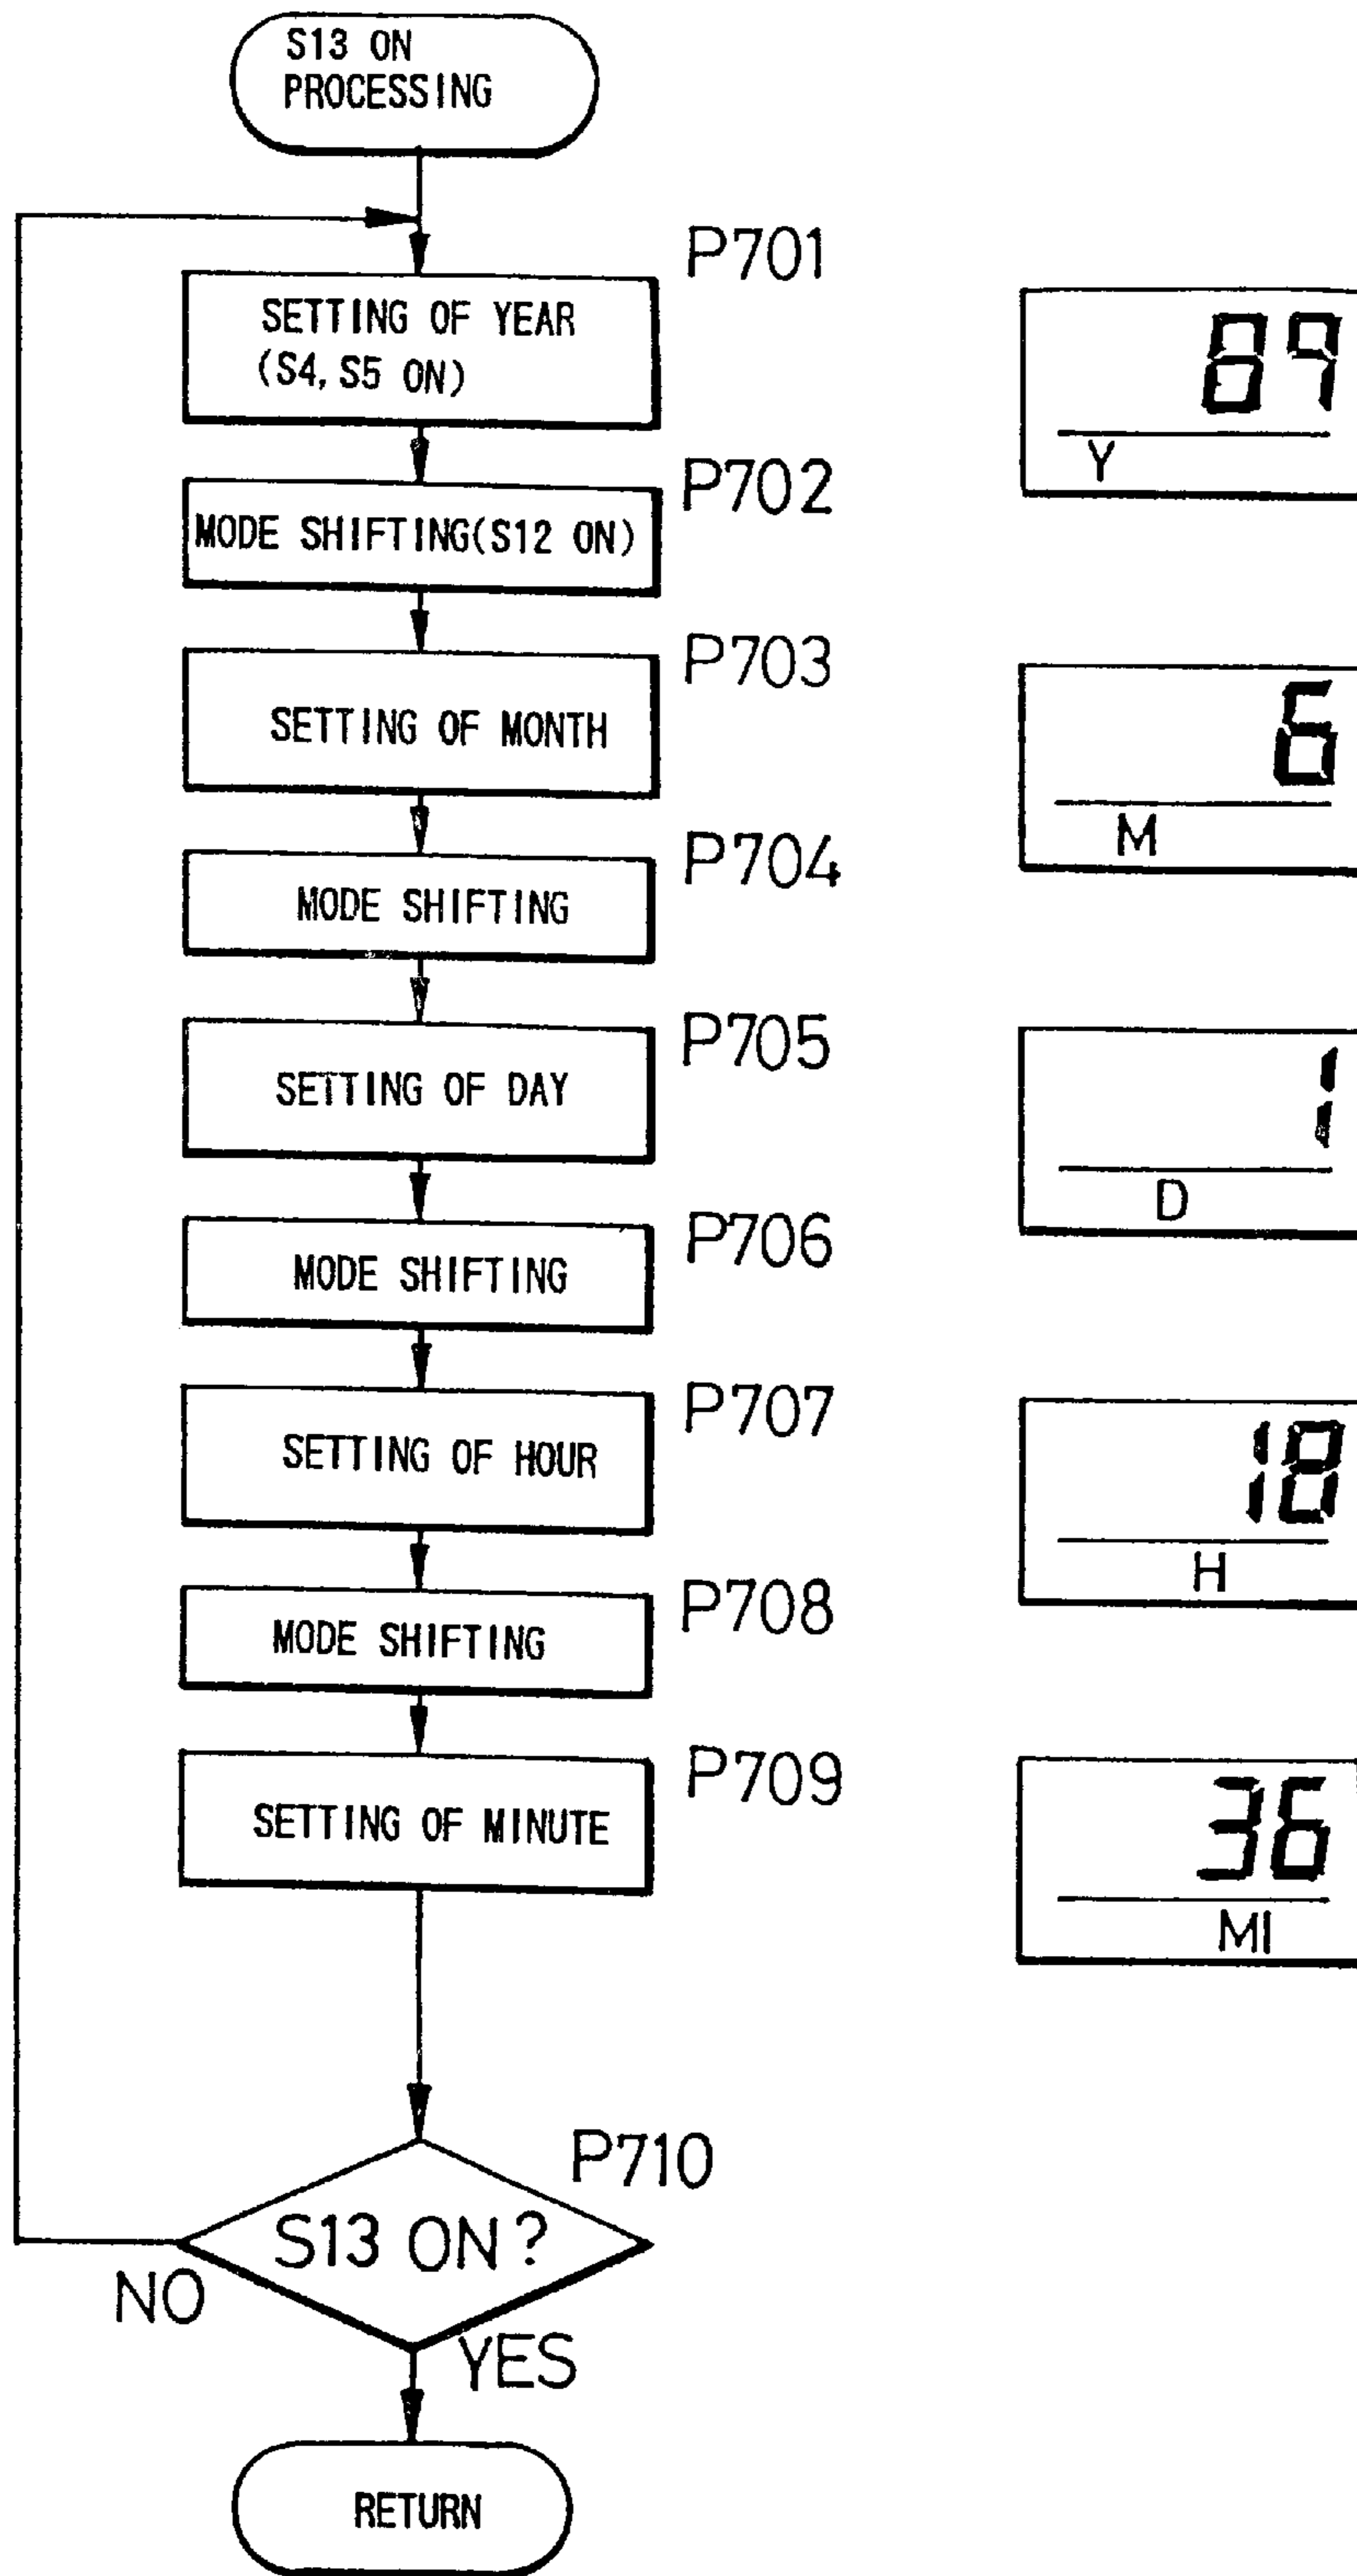 S13 ON
PROCESSING
P701
SETTING OF YEAR
(S4, S5 ON)
87
Y
P702
MODE SHIFTING(S12 ON)
P703
SETTING OF MONTH
6
M
P704
MODE SHIFTING
P705
SETTING OF DAY
1
D
P706
MODE SHIFTING
P707
SETTING OF HOUR
18
H
P708
MODE SHIFTING
P709
SETTING OF MINUTE
36
MI
P710
S13 ON?
NO
YES
RETURN